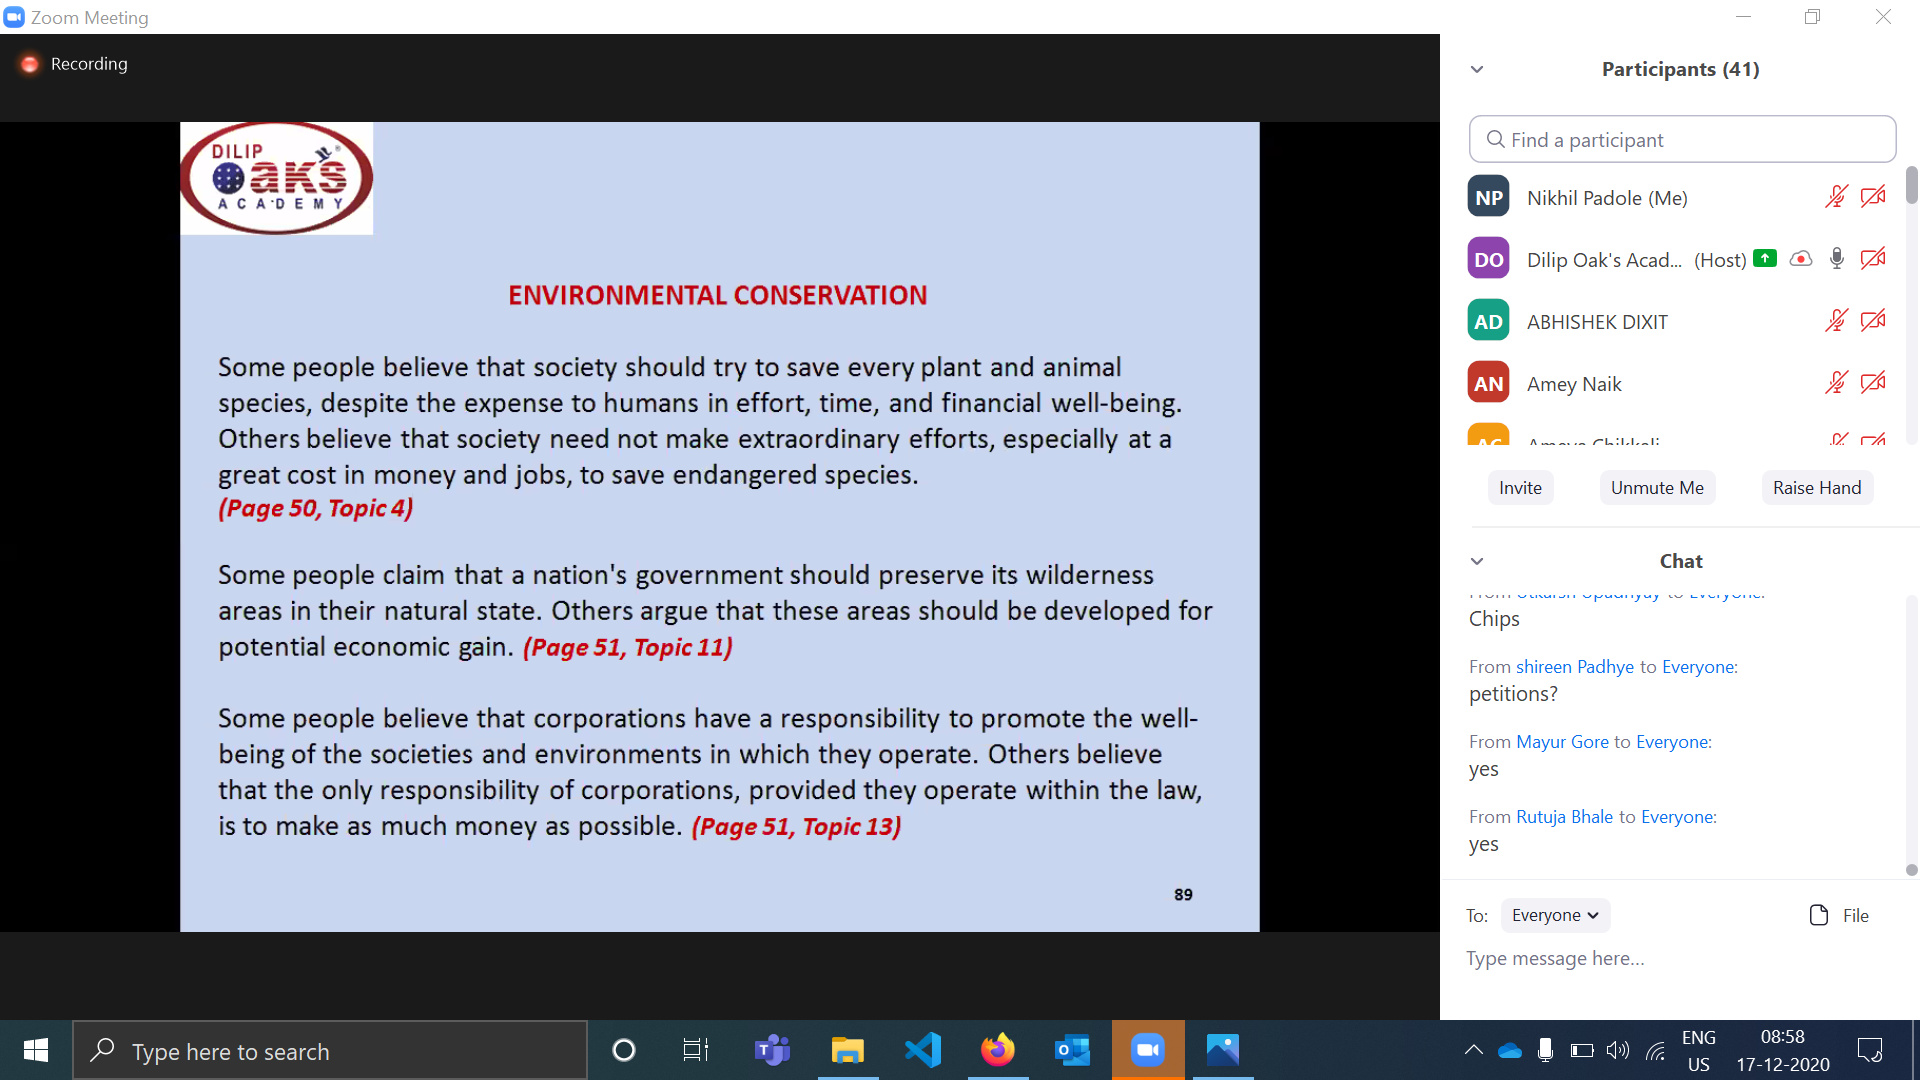 Zoom Meeting
Recording
DILIP
Oaks
ACADEMY
ENVIRONMENTAL CONSERVATION
Some people believe that society should try to save every plant and animal
species, despite the expense to humans in effort, time, and financial well-being.
Others believe that society need not make extraordinary efforts, especially at a
great cost in money and jobs, to save endangered species.
(Page 50, Topic 4)
Some people claim that a nation's government should preserve its wilderness
areas in their natural state. Others argue that these areas should be developed for
potential economic gain. (Page 51, Topic 11)
Some people believe that corporations have a responsibility to promote the well-
being of the societies and environments in which they operate. Others believe
that the only responsibility of corporations, provided they operate within the law,
is to make as much money as possible. (Page 51, Topic 13)
89
Participants (41)
Find a participant
NP Nikhil Padole (Me)
DO Dilip Oak's Acad... (Host)
AD ABHISHEK DIXIT
AN Amey Naik
AC Ameya Chikkali
Invite Unmute Me Raise Hand
Chat
From Utkarsh Upadhyay to Everyone:
Chips
From shireen Padhye to Everyone:
petitions?
From Mayur Gore to Everyone:
yes
From Rutuja Bhale to Everyone:
yes
To: Everyone File
Type message here...
Type here to search
ENG
US
08:58
17-12-2020